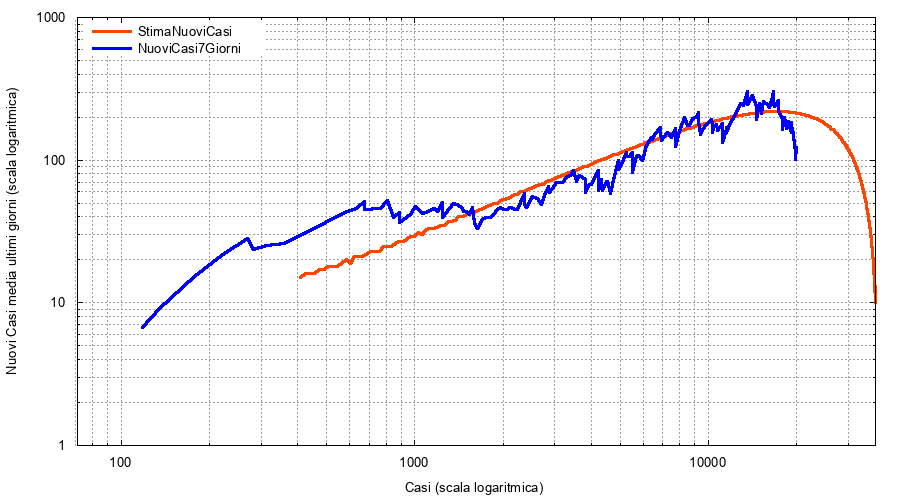 1000
StimaNuoviCasi
NuoviCasi7Giorni
100
10
1
100
1000
10000
Casi (scala logaritmica)
Nuovi Casi media ultimi giorni (scala logaritmica)